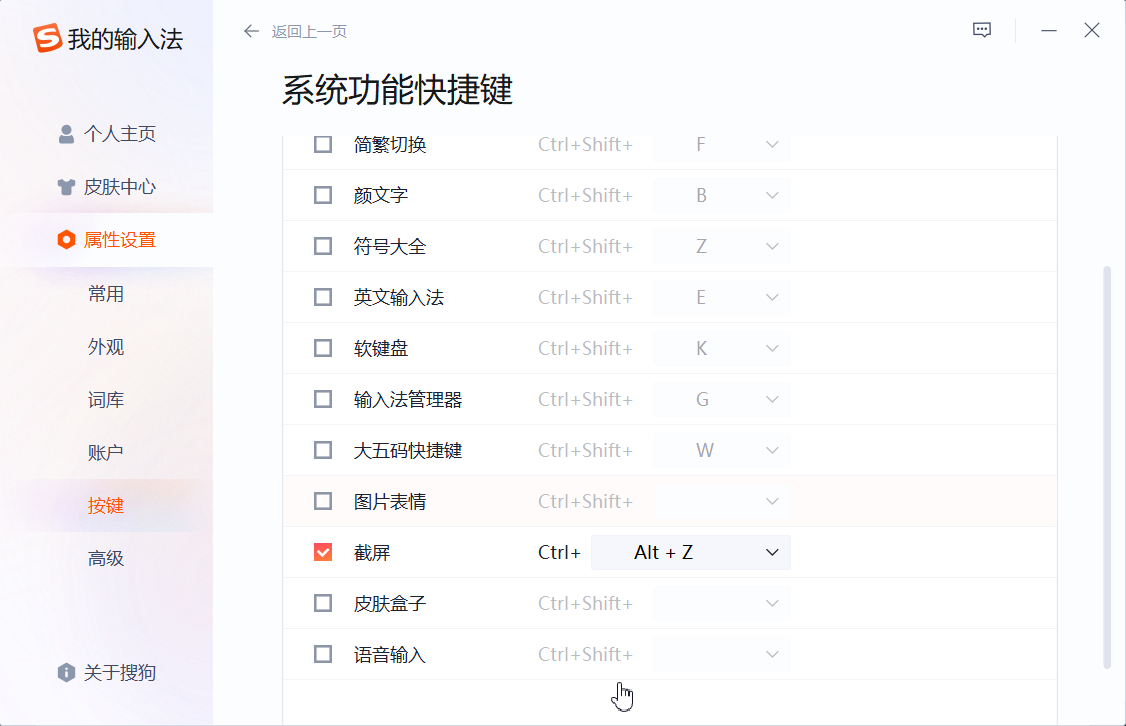 我的输入法
返回上一页
系统功能快捷键
个人主页
皮肤中心
属性设置
常用
外观
词库
账户
按键
高级
关于搜狗
简繁切换 Ctrl+Shift+ F
颜文字 Ctrl+Shift+ B
符号大全 Ctrl+Shift+ Z
英文输入法 Ctrl+Shift+ E
软键盘 Ctrl+Shift+ K
输入法管理器 Ctrl+Shift+ G
大五码快捷键 Ctrl+Shift+ W
图片表情 Ctrl+Shift+
截屏 Ctrl+ Alt + Z
皮肤盒子 Ctrl+Shift+
语音输入 Ctrl+Shift+